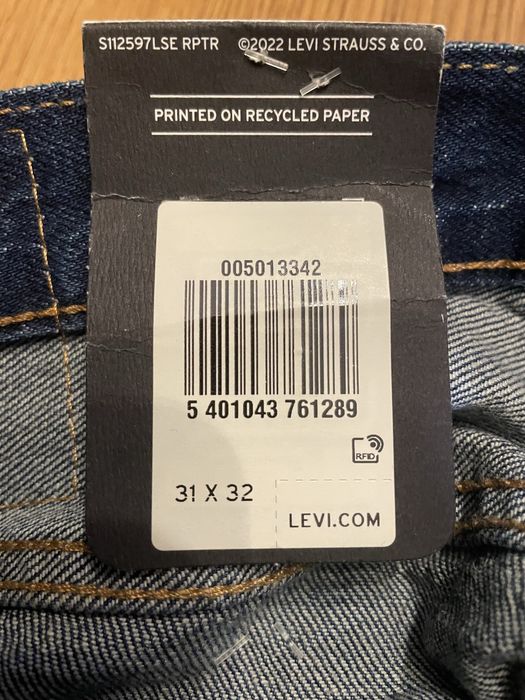 S112597LSE RPTR ©2022 LEVI STRAUSS & CO.
PRINTED ON RECYCLED PAPER
005013342
5 401043 761289
RFID
31 X 32
LEVI.COM